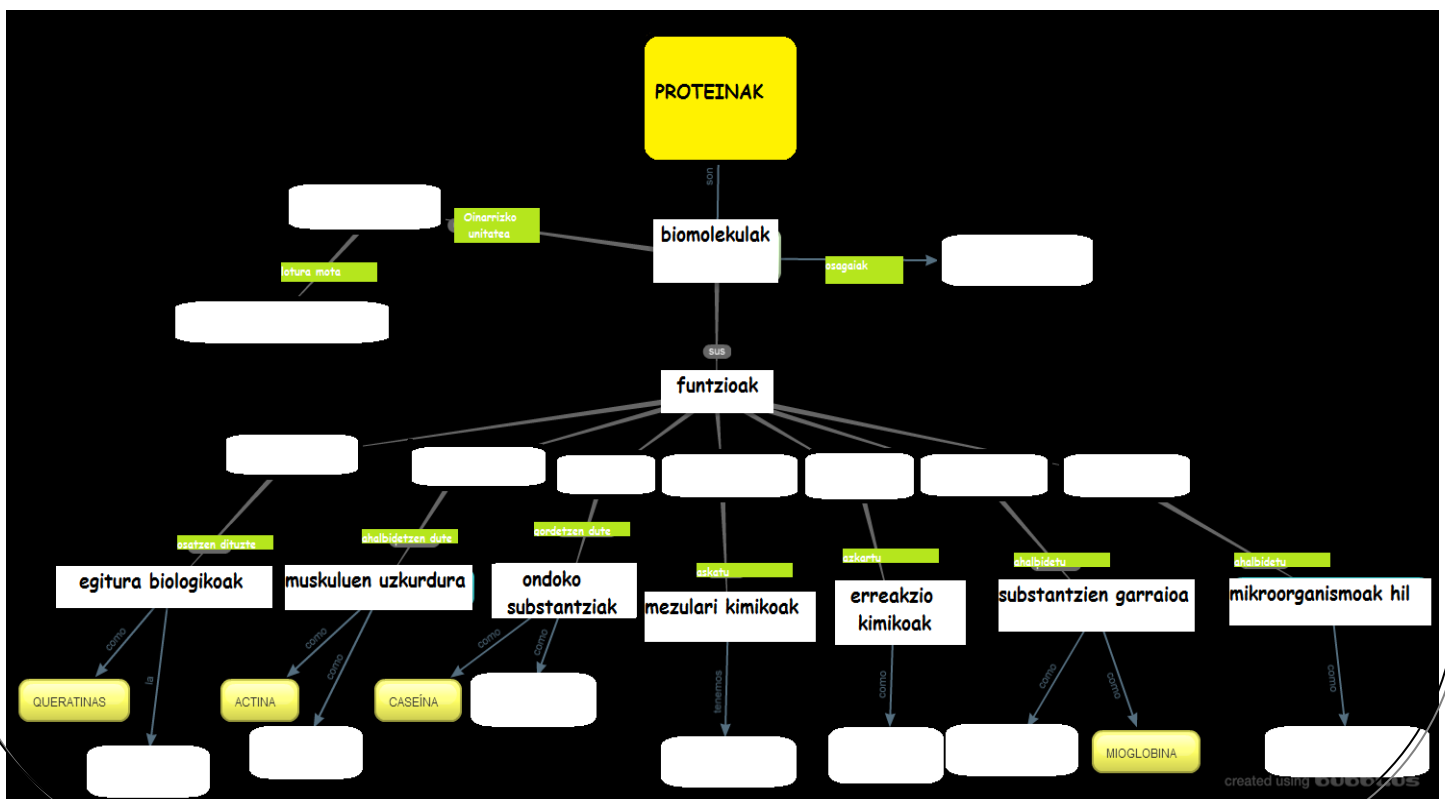 PROTEINAK
son
Oinarrizko
unitatea
biomolekulak
lotura mota
osagaiak
sus
funtzioak
osatzen dituzte
ahalbidetzen dute
gordetzen dute
askatu
azkartu
ahalbidetu
ahalbidetu
egitura biologikoak
muskuluen uzkurdura
ondoko
substantziak
mezulari kimikoak
erreakzio
kimikoak
substantzien garraioa
mikroorganismoak hil
como
la
como
como
como
como
tenemos
como
como
como
como
QUERATINAS
ACTINA
CASEÍNA
MIOGLOBINA
created using